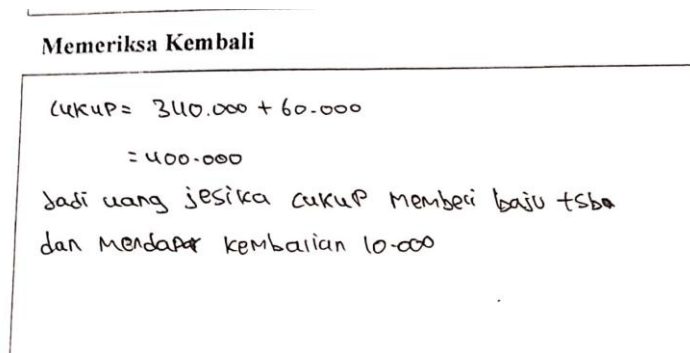 Memeriksa Kembali
Cukup = 340.000 + 60.000
= 400.000
Jadi uang jesika cukup membeli baju tsb
dan mendapat kembalian 10.000